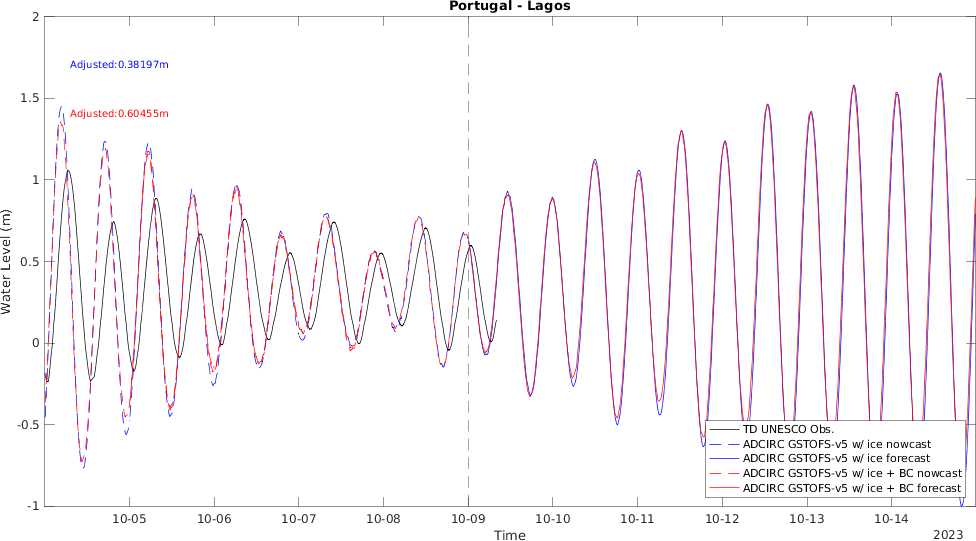 Portugal - Lagos
Adjusted:0.38197m
Adjusted:0.60455m
Water Level (m)
2
1.5
1
0.5
0
-0.5
-1
10-05
10-06
10-07
10-08
10-09
10-10
10-11
10-12
10-13
10-14
Time
2023
TD UNESCO Obs.
ADCIRC GSTOFS-v5 w/ ice nowcast
ADCIRC GSTOFS-v5 w/ ice forecast
ADCIRC GSTOFS-v5 w/ ice + BC nowcast
ADCIRC GSTOFS-v5 w/ ice + BC forecast